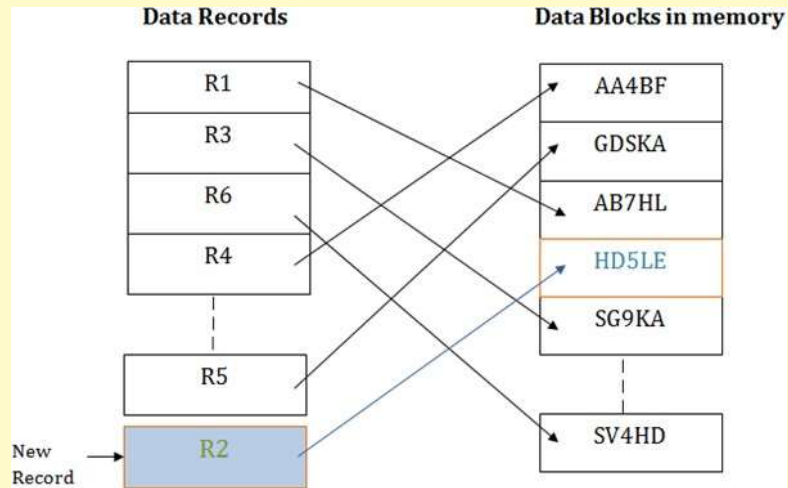 Data Records
Data Blocks in memory
R1
R3
R6
R4
R5
R2
New
Record
AA4BF
GDSKA
AB7HL
HD5LE
SG9KA
SV4HD